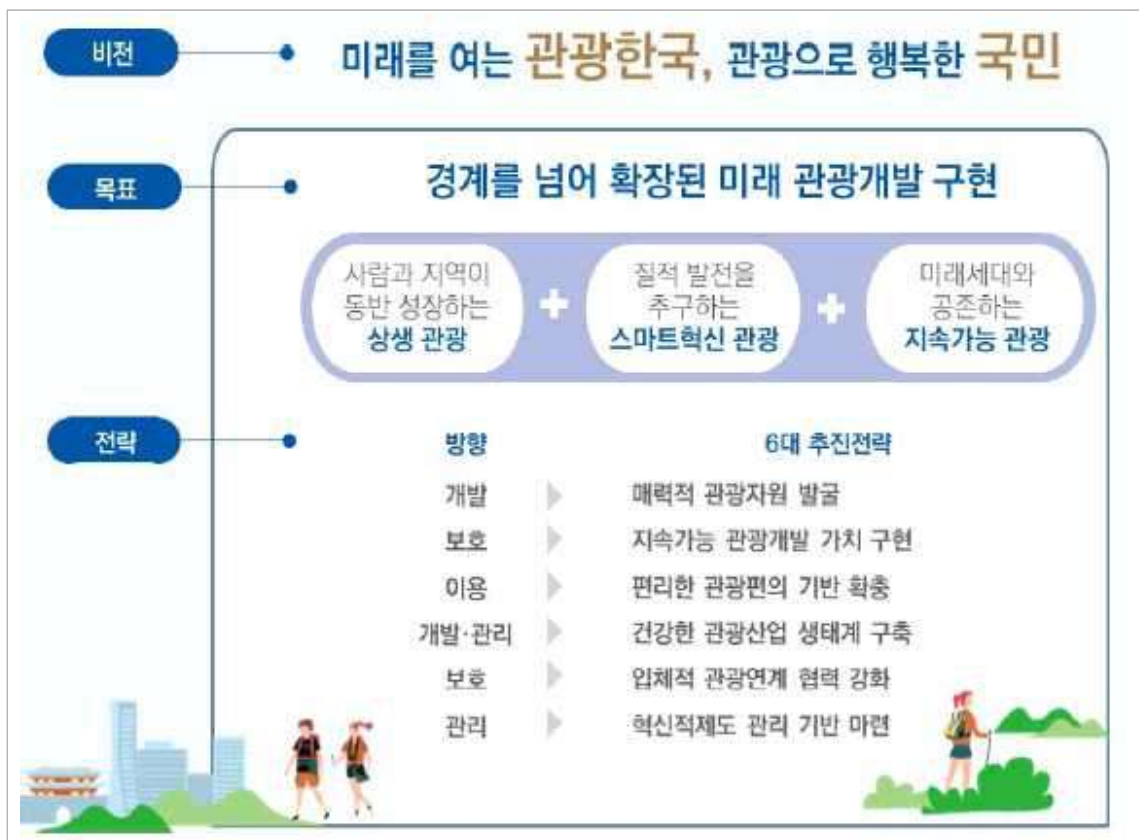 비전
미래를 여는 관광한국, 관광으로 행복한 국민
목표
경계를 넘어 확장된 미래 관광개발 구현
사람과 지역이
동반 성장하는
상생 관광
질적 발전을
추구하는
스마트혁신 관광
미래세대와
공존하는
지속가능 관광
전략
방향 6대 추진전략
개발 매력적 관광자원 발굴
보호 지속가능 관광개발 가치 구현
이용 편리한 관광편의 기반 확충
개발·관리 건강한 관광산업 생태계 구축
보호 입체적 관광연계 협력 강화
관리 혁신적제도 관리 기반 마련